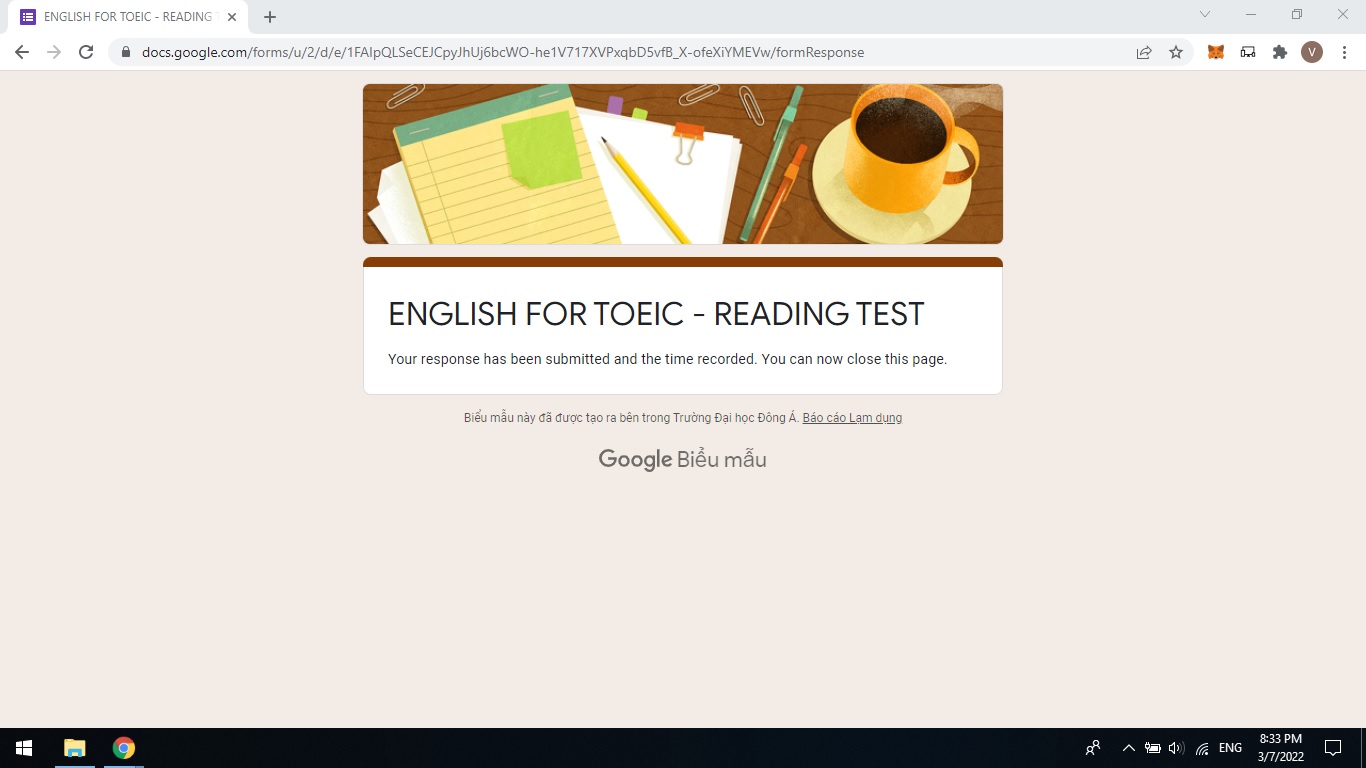 ENGLISH FOR TOEIC - READING T
docs.google.com/forms/u/2/d/e/1FAIpQLSeCEJCpyJhUj6bcWO-he1V717XVPxqbD5vfB_X-ofeXiYMEVw/formResponse
V
ENGLISH FOR TOEIC - READING TEST
Your response has been submitted and the time recorded. You can now close this page.
Biểu mẫu này đã được tạo ra bên trong Trường Đại học Đông Á. Báo cáo Lạm dụng
Google Biểu mẫu
ENG
8:33 PM
3/7/2022